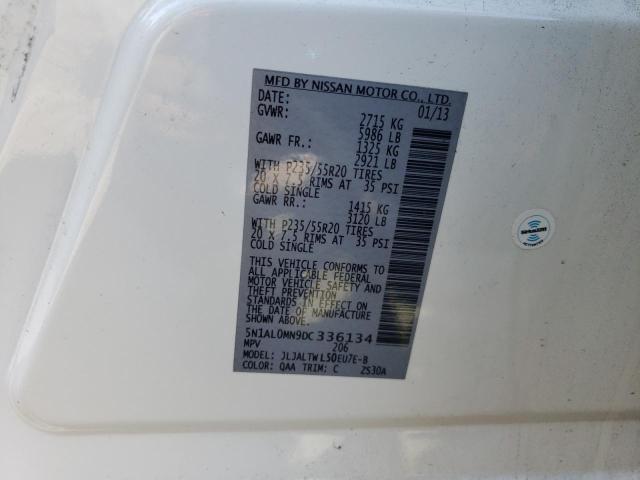 MFD BY NISSAN MOTOR CO., LTD.
DATE: 01/13
GVWR: 2715 KG
5986 LB
GAWR FR.: 1325 KG
2921 LB
WITH P235/55R20 TIRES
20 x 7.5 RIMS AT 35 PSI
COLD SINGLE
GAWR RR.: 1415 KG
3120 LB
WITH P235/55R20 TIRES
20 x 7.5 RIMS AT 35 PSI
COLD SINGLE
THIS VEHICLE CONFORMS TO
ALL APPLICABLE FEDERAL
MOTOR VEHICLE SAFETY AND
THEFT PREVENTION
STANDARDS IN EFFECT ON
THE DATE OF MANUFACTURE
SHOWN ABOVE.
5N1AL0MN9DC336134
MPV 206
MODEL: JLJALTWL50EU7E-B
COLOR: QAA TRIM: C ZS30A